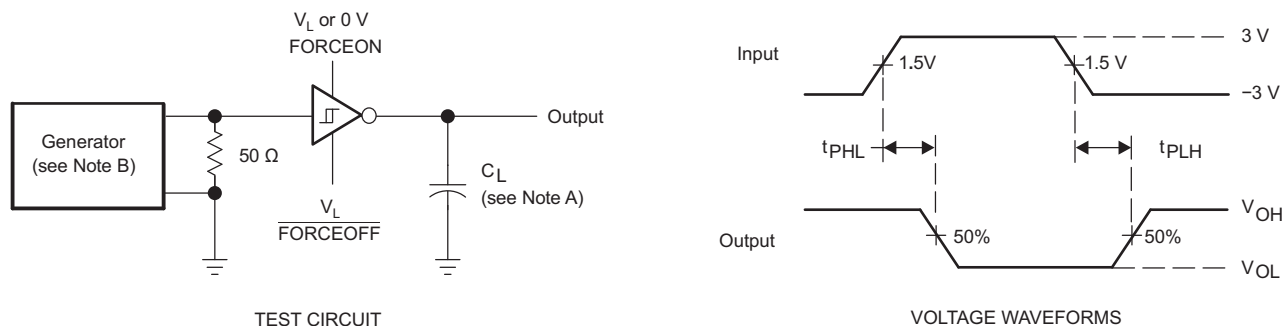 V_L or 0 V
FORCEON
Generator
(see Note B)
50 Ω
Output
C_L
(see Note A)
V_L
FORCEOFF
TEST CIRCUIT
Input
3 V
1.5V
1.5 V
−3 V
t_PHL
t_PLH
Output
50%
50%
V_OH
V_OL
VOLTAGE WAVEFORMS